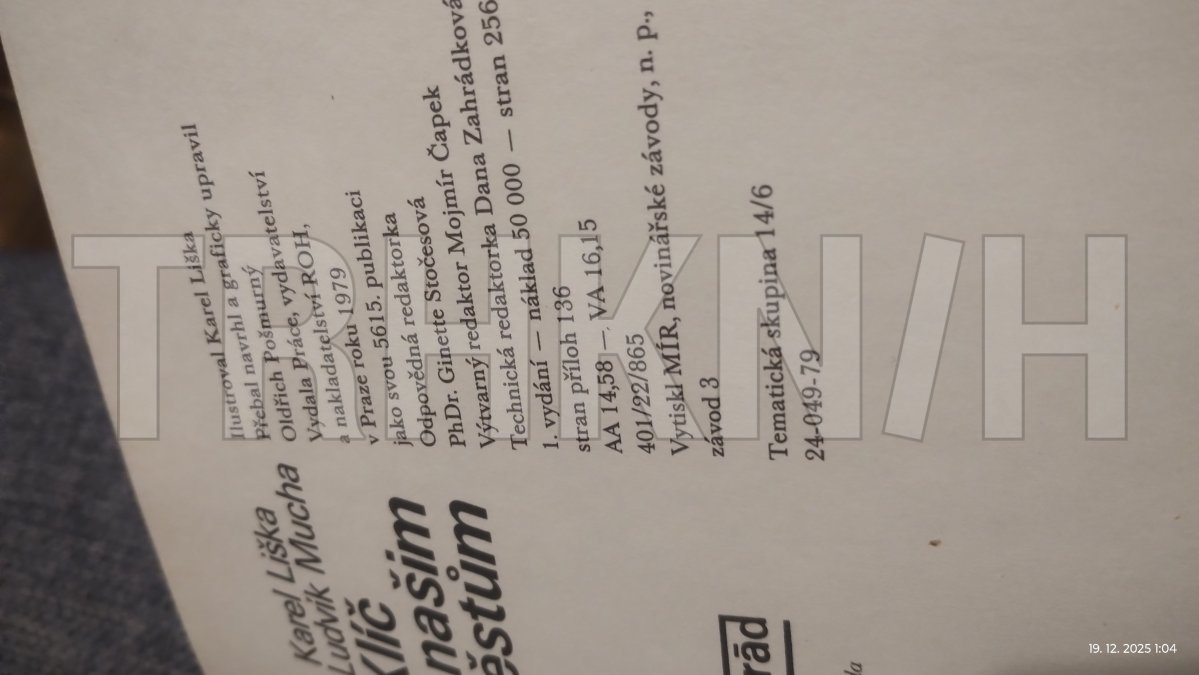 Karel Liška
Ludvík Mucha
Klíč
našim
Ilustroval Karel Liška
Přebal navrhl a graficky upravil
Oldřich Pošmurný
Vydala Práce, vydavatelství
a nakladatelství ROH,
v Praze roku 1979
jako svou 5615. publikaci
Odpovědná redaktorka
PhDr. Ginette Stočesová
Výtvarný redaktor Mojmír Čapek
Technická redaktorka Dana Zahrádková
1. vydání — náklad 50 000 — stran 256
stran příloh 136
AA 14,58 — VA 16,15
401/22/865
Vytiskl MÍR, novinářské závody, n. p.,
závod 3
Tematická skupina 14/6
24-049-79
TRHKNI/H
19. 12. 2025 1:04